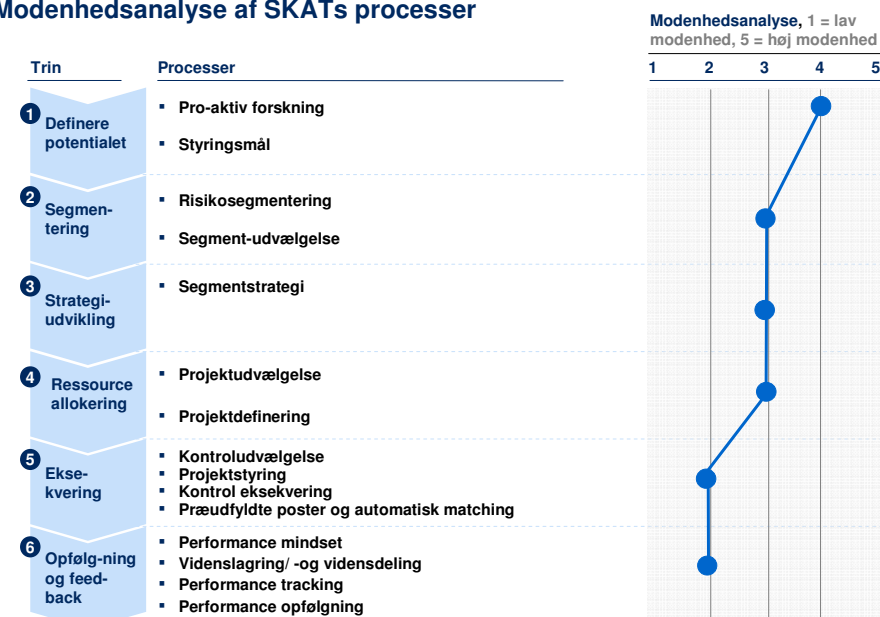 Modenhedsanalyse af SKATs processer
Modenhedsanalyse, 1 = lav
modenhed, 5 = høj modenhed
Trin
Processer
1 2 3 4 5
1
Definere
potentialet
▪ Pro-aktiv forskning
▪ Styringsmål
2
Segmen-
tering
▪ Risikosegmentering
▪ Segment-udvælgelse
3
Strategi-
udvikling
▪ Segmentstrategi
4
Ressource
allokering
▪ Projektudvælgelse
▪ Projektdefinering
5
Ekse-
kvering
▪ Kontroludvælgelse
▪ Projektstyring
▪ Kontrol eksekvering
▪ Præudfyldte poster og automatisk matching
6
Opfølg-ning
og feed-
back
▪ Performance mindset
▪ Videnslagring/ -og vidensdeling
▪ Performance tracking
▪ Performance opfølgning